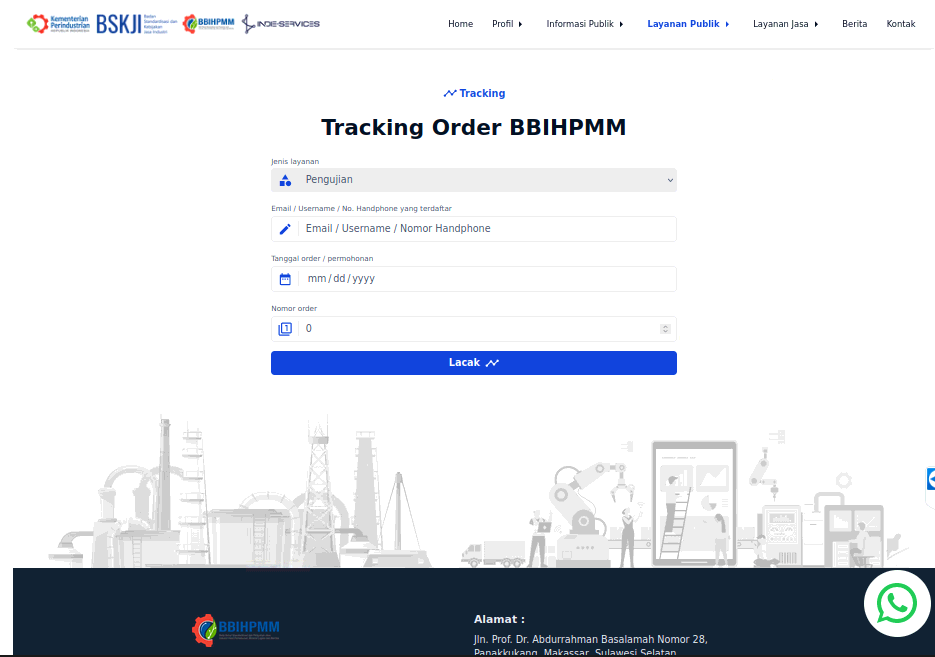 Kementerian
Perindustrian
REPUBLIK INDONESIA
BSKJI
Badan
Standardisasi dan
Kebijakan
Jasa Industri
BBIHPMM
INDIE-SERVICES
Home
Profil
Informasi Publik
Layanan Publik
Layanan Jasa
Berita
Kontak
Tracking
Tracking Order BBIHPMM
Jenis layanan
Pengujian
Email / Username / No. Handphone yang terdaftar
Email / Username / Nomor Handphone
Tanggal order / permohonan
mm/dd/yyyy
Nomor order
1
0
Lacak
BBIHPMM
Alamat :
Jln. Prof. Dr. Abdurrahman Basalamah Nomor 28,
Panakkukang, Makassar, Sulawesi Selatan